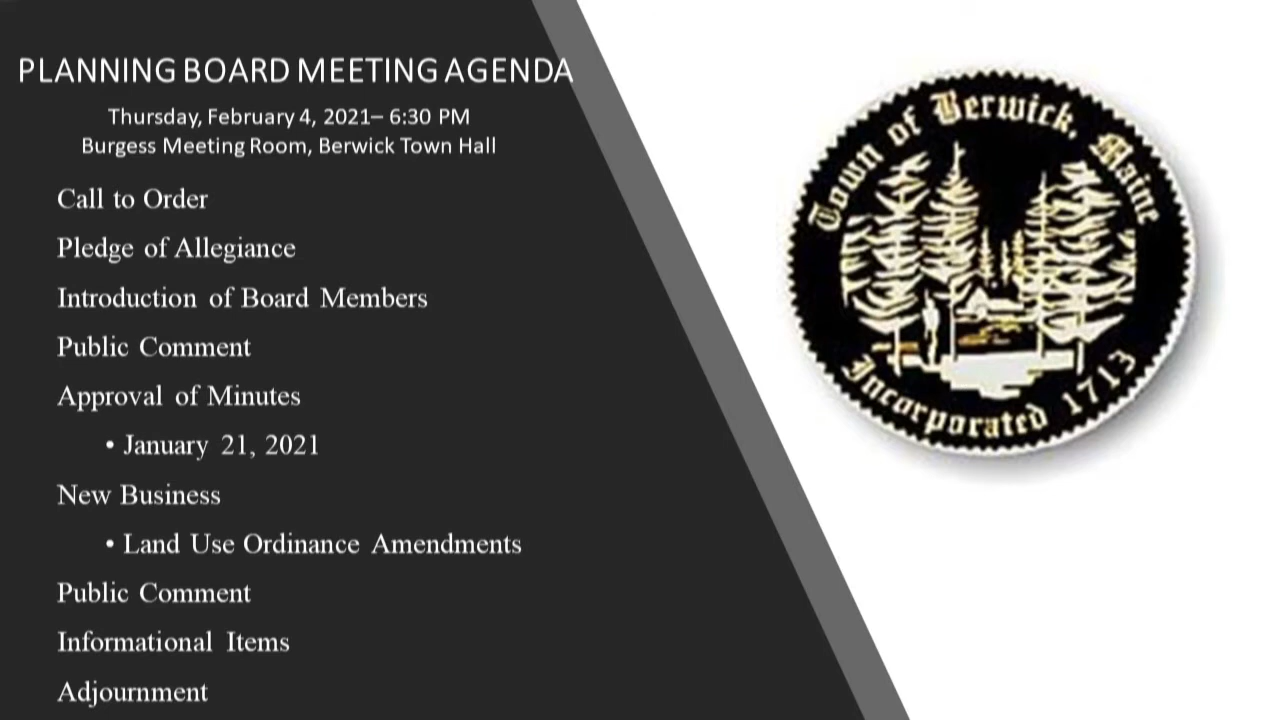 PLANNING BOARD MEETING AGENDA
Thursday, February 4, 2021– 6:30 PM
Burgess Meeting Room, Berwick Town Hall
Call to Order
Pledge of Allegiance
Introduction of Board Members
Public Comment
Approval of Minutes
• January 21, 2021
New Business
• Land Use Ordinance Amendments
Public Comment
Informational Items
Adjournment
Town of Berwick, Maine
Incorporated 1713